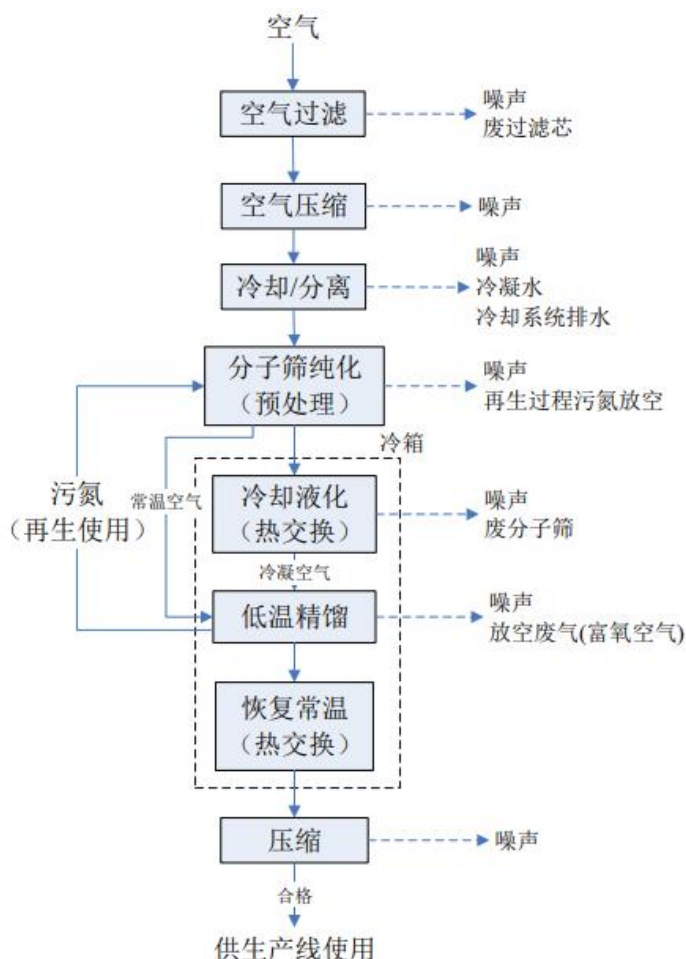 空气
空气过滤
噪声
废过滤芯
空气压缩
噪声
冷却/分离
噪声
冷凝水
冷却系统排水
分子筛纯化
（预处理）
噪声
再生过程污氮放空
冷箱
污氮
（再生使用）
常温空气
冷却液化
（热交换）
噪声
废分子筛
冷凝空气
低温精馏
噪声
放空废气(富氧空气)
恢复常温
（热交换）
压缩
噪声
合格
供生产线使用